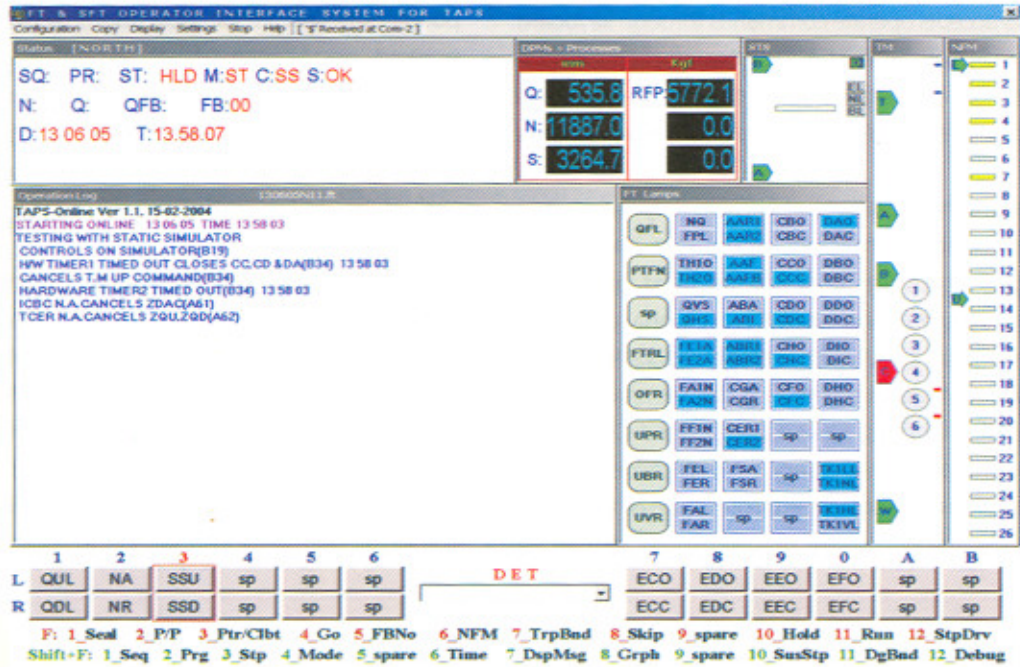 FT & SFT OPERATOR INTERFACE SYSTEM FOR TAPS
Configuration Copy Display Settings Stop Help ['$' Received at Com-2]
Status [NORTH]
SQ: PR: ST: HLD M:ST C:SS S:OK
N: Q: QFB: FB:00
D:13 06 05 T:13.58.07
DPMs + Processes
mm Kgf
Q: 535.8 RFP 5772.1
N: 11887.0 0.0
S: 3264.7 0.0
STS
A
TM
T
A
B
W
1
2
3
4
5
6
NFM
1
2
3
4
5
6
7
8
9
10
11
12
13
14
15
16
17
18
19
20
21
22
23
24
25
26
Operation Log 130605N11.ft
TAPS-Online Ver 1.1, 15-02-2004
STARTING ONLINE 13 06 05 TIME 13 58 03
TESTING WITH STATIC SIMULATOR
CONTROLS ON SIMULATOR(B19)
H/W TIMER1 TIMED OUT CLOSES CC,CD &DA(B34) 13 58 03
CANCELS T.M UP COMMAND(B34)
HARDWARE TIMER2 TIMED OUT(B34) 13 58 03
ICBC N.A.CANCELS ZDAC(A61)
TCER N.A.CANCELS ZQU,ZQD(A62)
FT Lamps
QFL NQ AAR1 CBO DAO
FPL AAR2 CBC DAC
PTFN TH1O AAF CCO DBO
TH2O AAFB CCC DBC
sp QVS ABA CDO DDO
QHS ABI CDC DDC
FTRL FE1A ABR1 CHO DIO
FE2A ABR2 CHC DIC
OFR FA1N CGA CFO DHO
FA2N CGR CFC DHC
UPR FF1N CER1 sp sp
FF2N CER2
UBR FEL FSA sp TK1LL
FER FSR TK1NL
UVR FAL sp sp TK1HL
FAR TK1VL
1 2 3 4 5 6 7 8 9 0 A B
L QUL NA SSU sp sp sp DET ECO EDO EEO EFO sp sp
R QDL NR SSD sp sp sp ECC EDC EEC EFC sp sp
F: 1_Seal 2_P/P 3_Ptr/Clbt 4_Go 5_FBNo 6_NFM 7_TrpBnd 8_Skip 9_spare 10_Hold 11_Run 12_StpDrv
Shift+F: 1_Seq 2_Prg 3_Stp 4_Mode 5_spare 6_Time 7_DspMsg 8_Grph 9_spare 10_SusStp 11_DgBnd 12_Debug